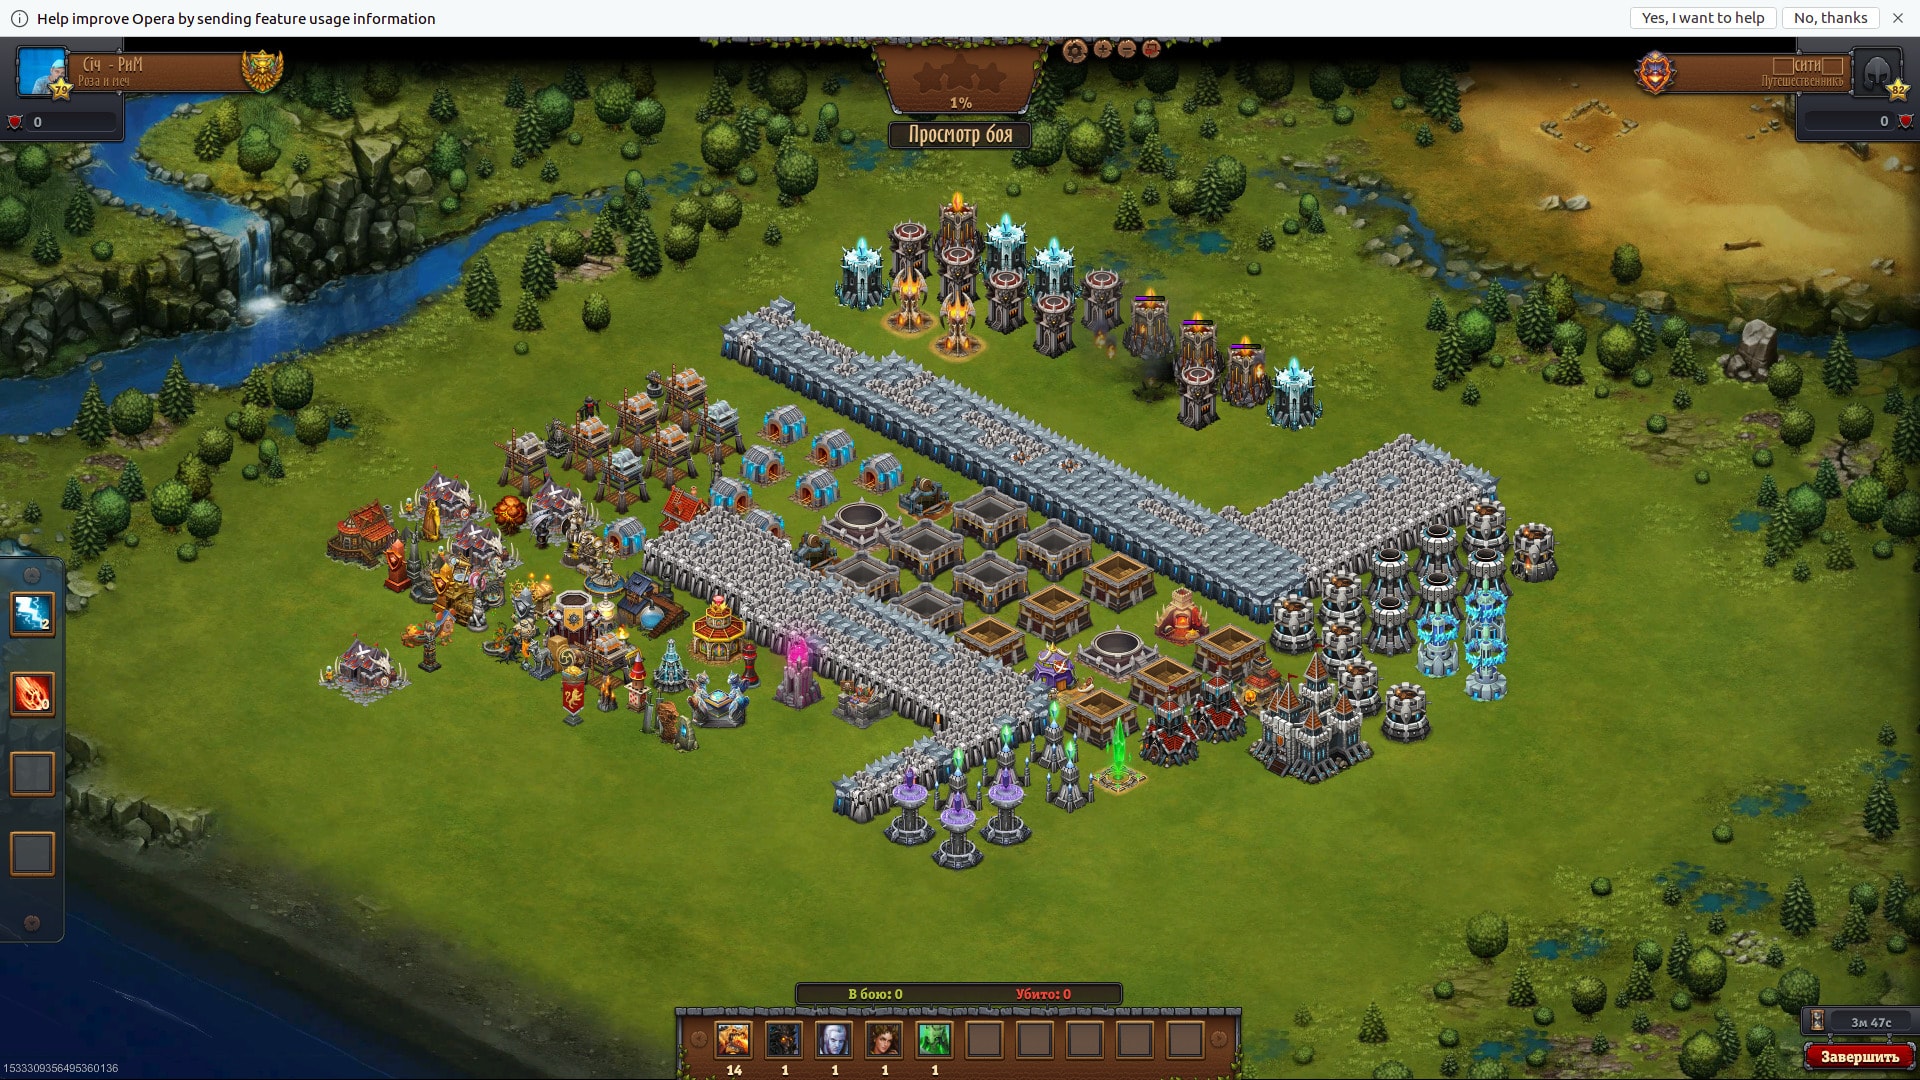 Help improve Opera by sending feature usage information
Yes, I want to help
No, thanks
Січ - РиМ
Роза и меч
79
0
1%
Просмотр боя
СИТИ
Путешественникъ
82
0
2
0
В бою: 0
Убито: 0
14
1
1
1
1
3м 47с
Завершить
1533309356495360136